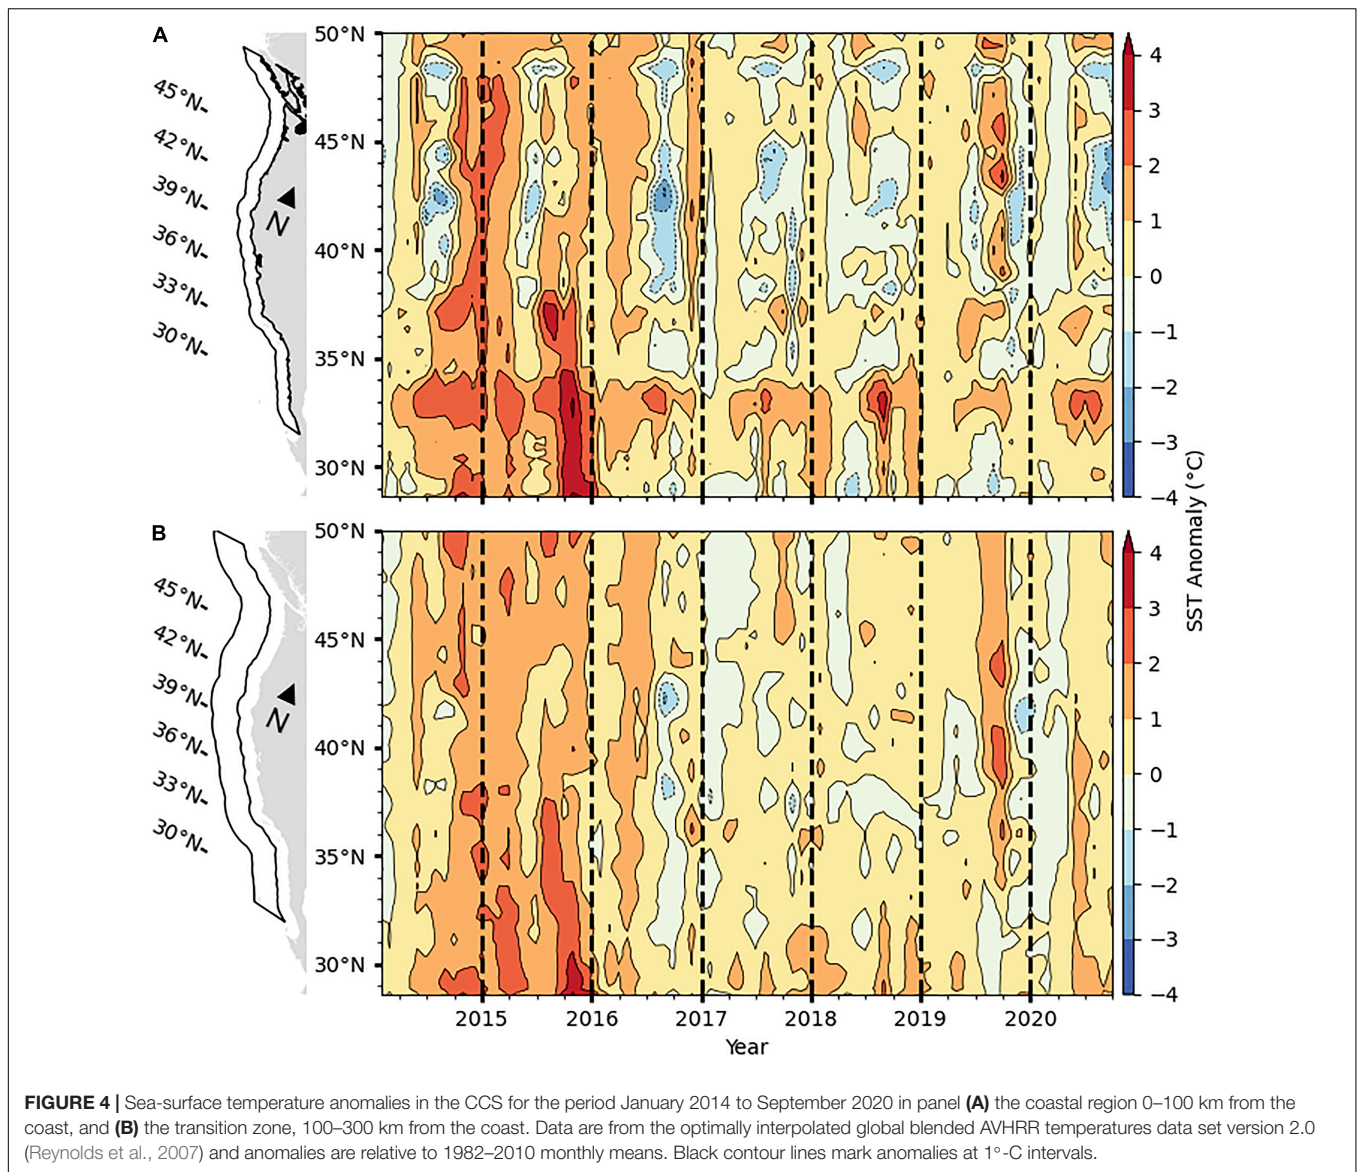 A
45°N-
42°N-
39°N-
36°N-
33°N-
30°N-
N
50°N
45°N
40°N
35°N
30°N
4
3
2
1
0
−1
−2
−3
−4
B
45°N-
42°N-
39°N-
36°N-
33°N-
30°N-
N
50°N
45°N
40°N
35°N
30°N
4
3
2
1
0
−1
−2
−3
−4
SST Anomaly (°C)
2015 2016 2017 2018 2019 2020
Year
FIGURE 4 | Sea-surface temperature anomalies in the CCS for the period January 2014 to September 2020 in panel (A) the coastal region 0–100 km from the
coast, and (B) the transition zone, 100–300 km from the coast. Data are from the optimally interpolated global blended AVHRR temperatures data set version 2.0
(Reynolds et al., 2007) and anomalies are relative to 1982–2010 monthly means. Black contour lines mark anomalies at 1°-C intervals.